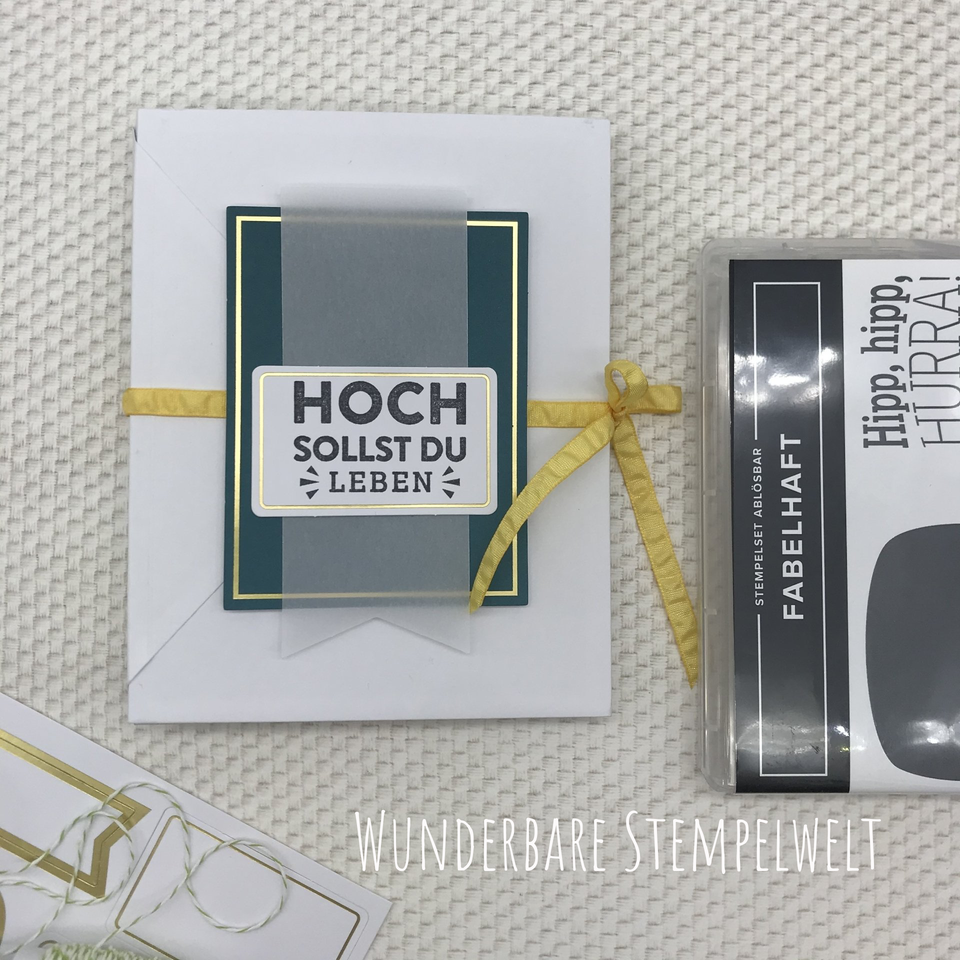 HOCH
SOLLST DU
LEBEN
STEMPELSET ABLÖSBAR
FABELHAFT
Hipp, hipp,
HURRA!
Wunderbare Stempelwelt